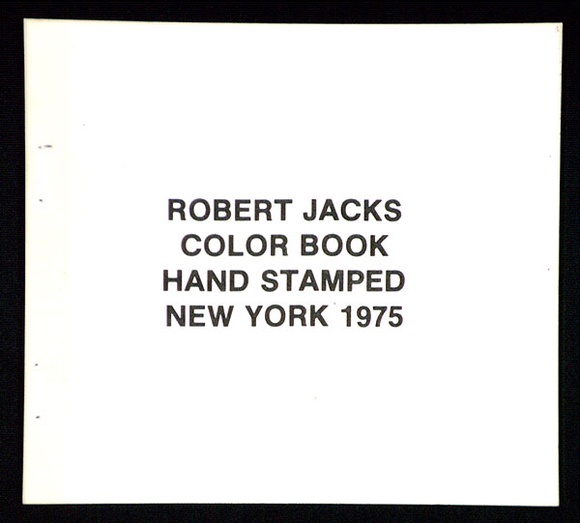 ROBERT JACKS
COLOR BOOK
HAND STAMPED
NEW YORK 1975